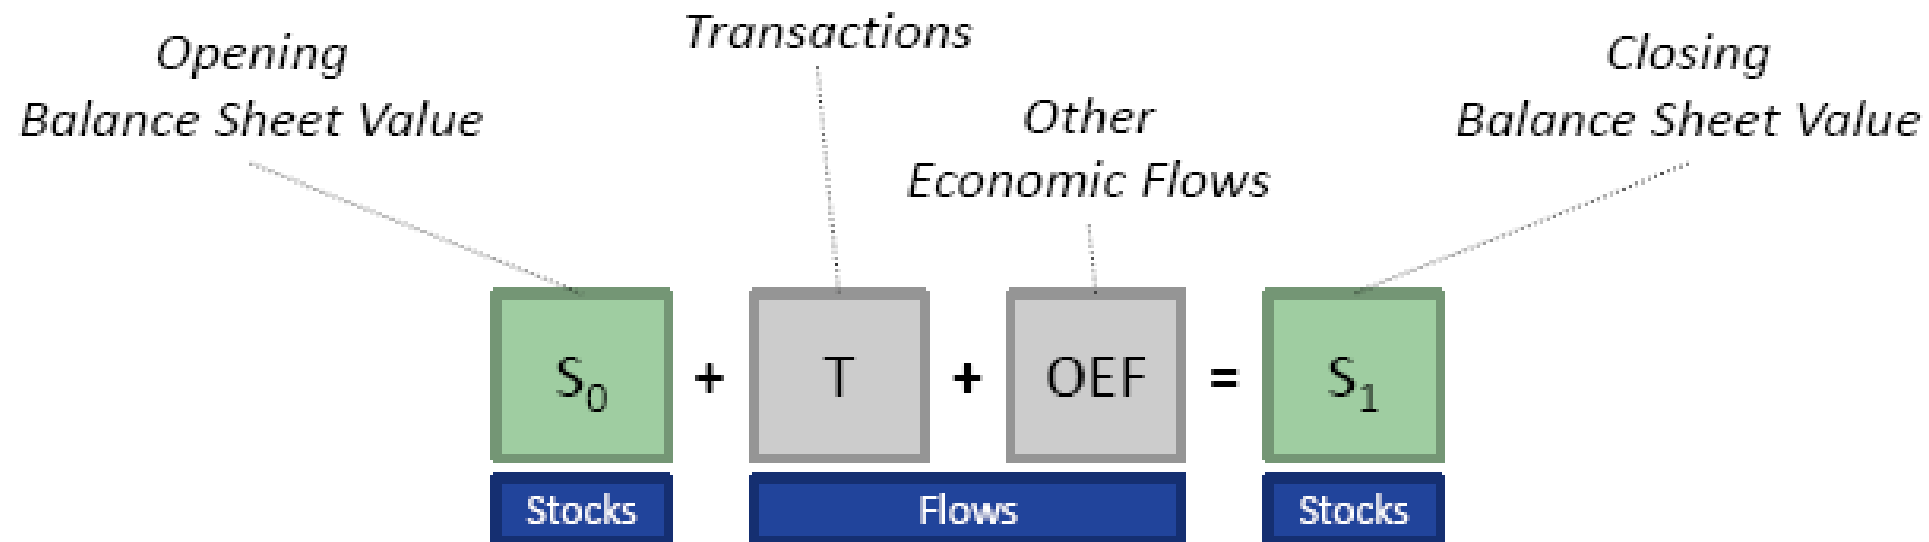 Opening
Balance Sheet Value
Transactions
Other
Economic Flows
Closing
Balance Sheet Value
S₀ + T + OEF = S₁
Stocks Flows Stocks